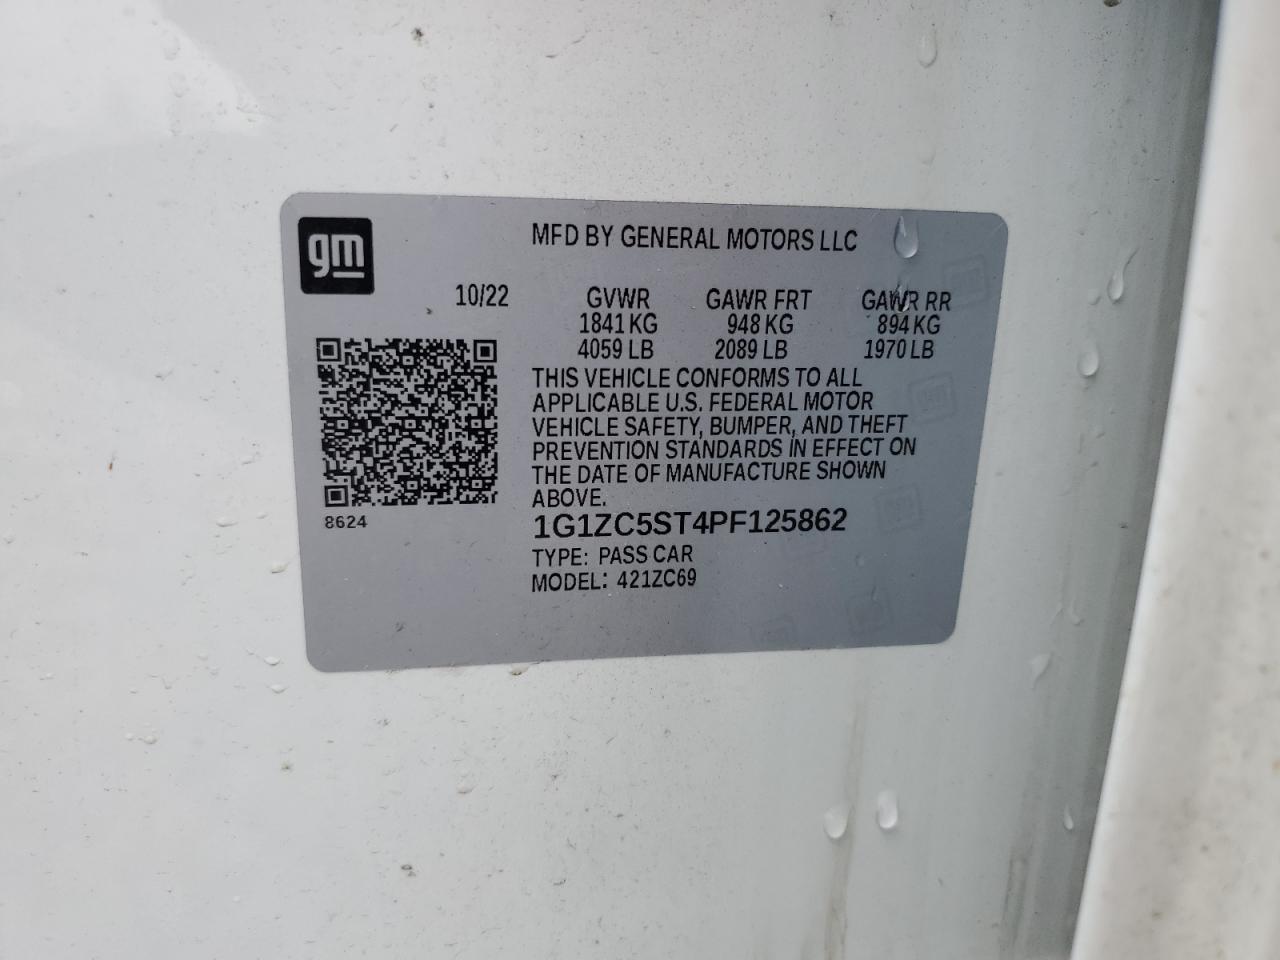 gm
MFD BY GENERAL MOTORS LLC
10/22 GVWR GAWR FRT GAWR RR
1841 KG 948 KG 894 KG
4059 LB 2089 LB 1970 LB
THIS VEHICLE CONFORMS TO ALL
APPLICABLE U.S. FEDERAL MOTOR
VEHICLE SAFETY, BUMPER, AND THEFT
PREVENTION STANDARDS IN EFFECT ON
THE DATE OF MANUFACTURE SHOWN
ABOVE.
8624
1G1ZC5ST4PF125862
TYPE: PASS CAR
MODEL: 421ZC69